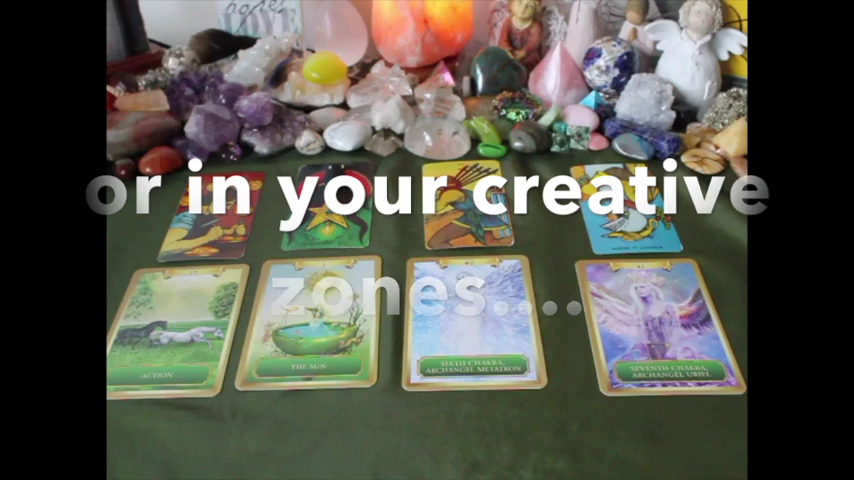 or in your creative
zones....
ACTION
THE SUN
SIXTH CHAKRA,
ARCHANGEL METATRON
SEVENTH CHAKRA,
ARCHANGEL URIEL